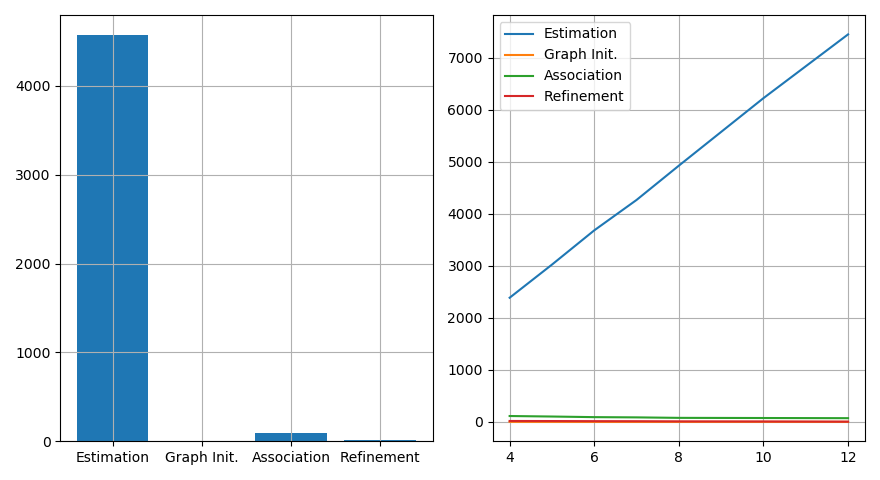 4000
3000
2000
1000
0
Estimation Graph Init. Association Refinement
Estimation
Graph Init.
Association
Refinement
7000
6000
5000
4000
3000
2000
1000
0
4 6 8 10 12